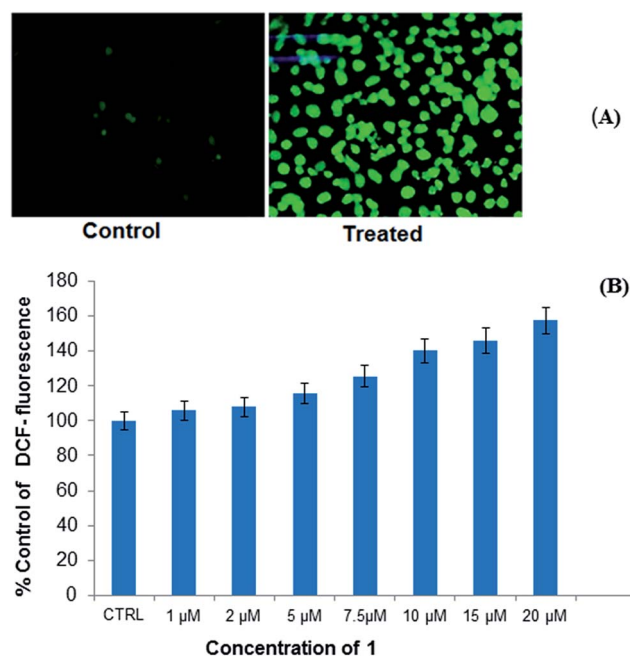 (A)
Control Treated
(B)
% Control of DCF- fluorescence
180
160
140
120
100
80
60
40
20
0
CTRL 1 µM 2 µM 5 µM 7.5µM 10 µM 15 µM 20 µM
Concentration of 1